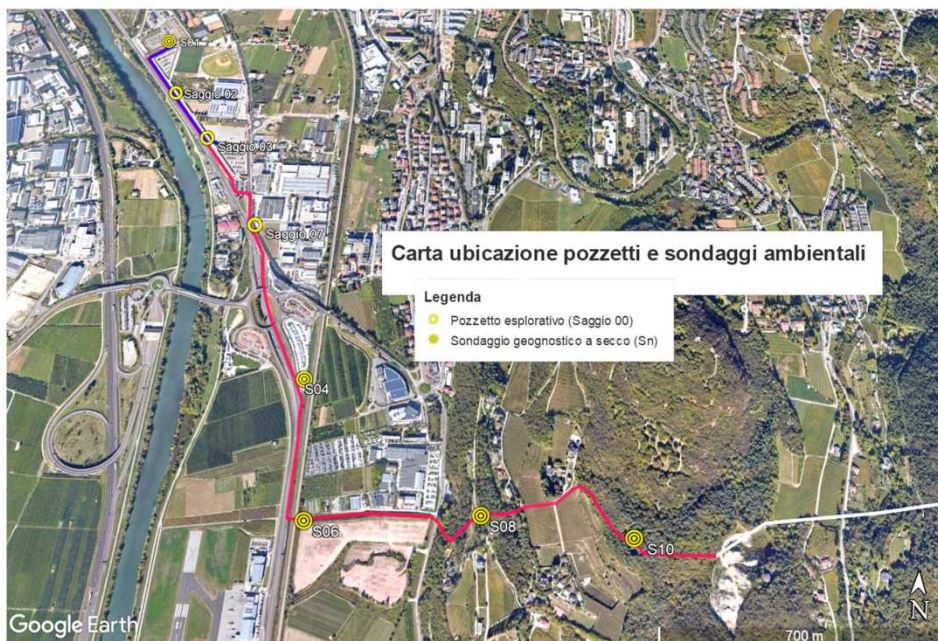 S01
Saggio 02
Saggio 03
Saggio 07
Carta ubicazione pozzetti e sondaggi ambientali
Legenda
Pozzetto esplorativo (Saggio 00)
Sondaggio geognostico a secco (Sn)
S04
S06
S08
S10
N
Google Earth
700 m